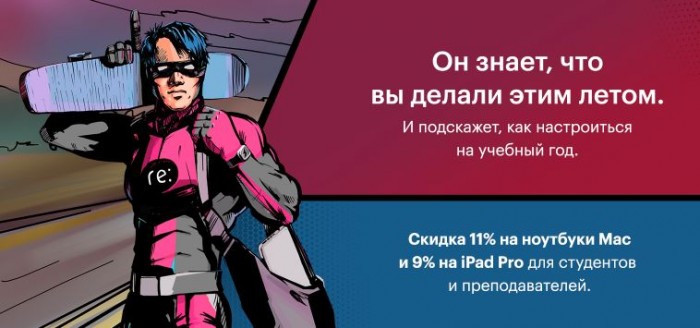 Он знает, что
вы делали этим летом.
И подскажет, как настроиться
на учебный год.
re:
Скидка 11% на ноутбуки Mac
и 9% на iPad Pro для студентов
и преподавателей.